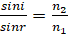 sini/sinr = n₂/n₁